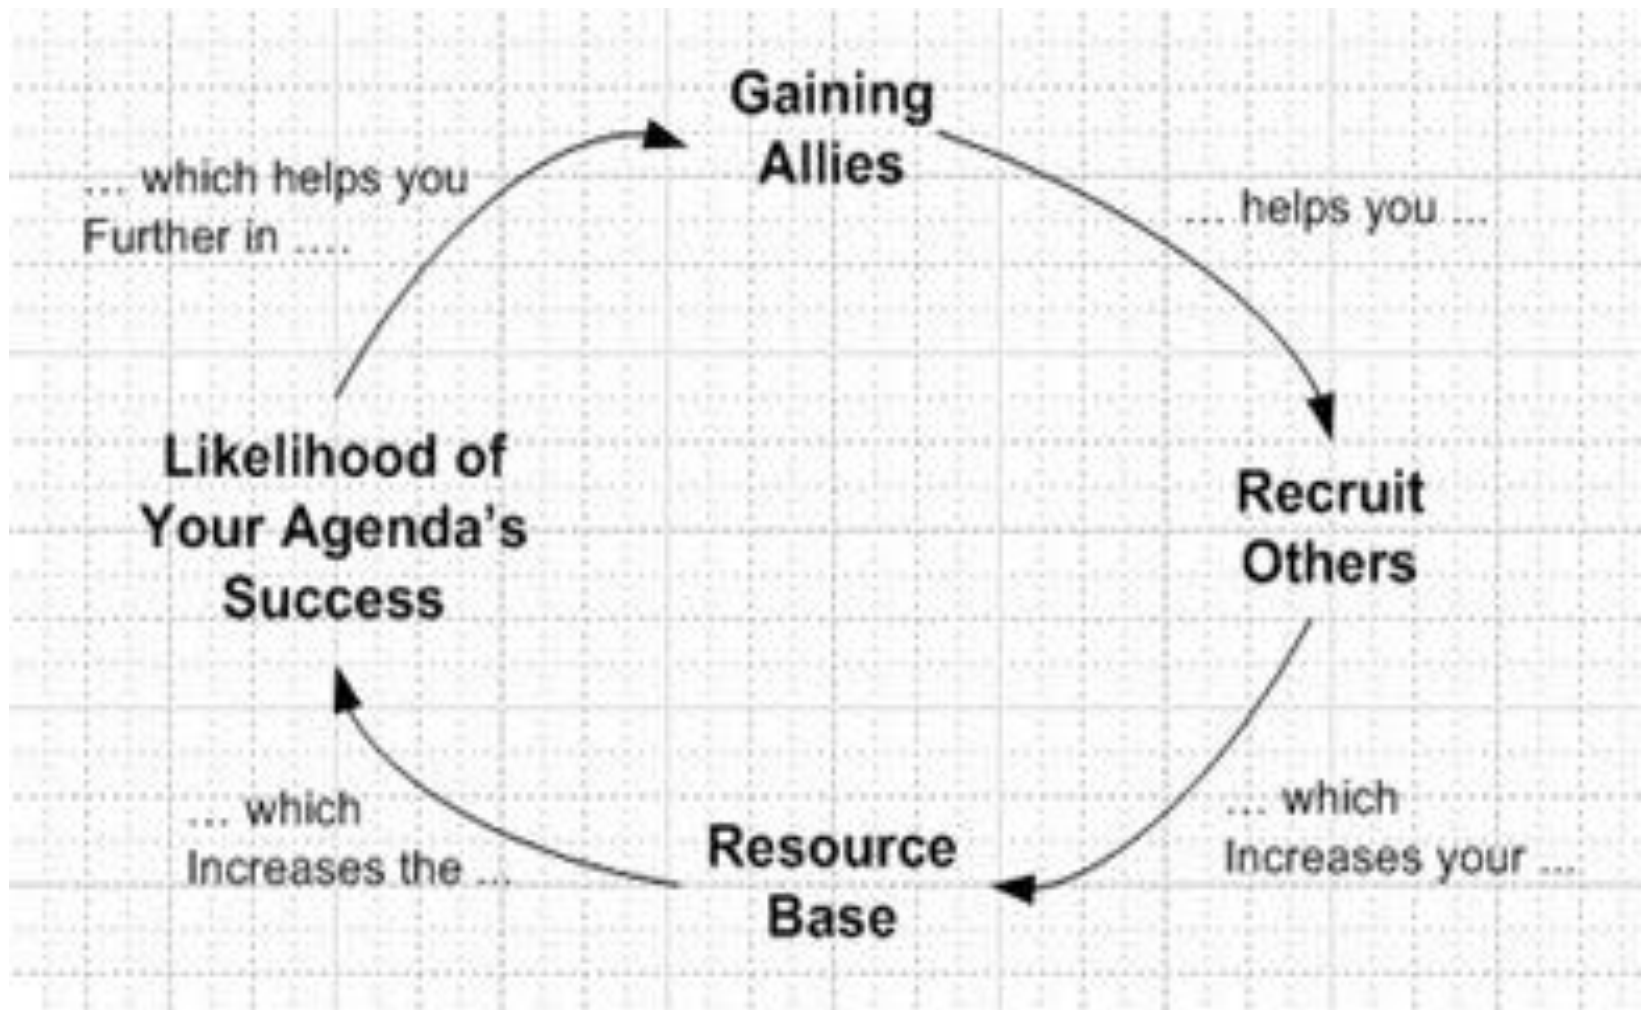 Gaining
Allies
... helps you ...
Recruit
Others
... which
Increases your ...
Resource
Base
... which
Increases the ...
Likelihood of
Your Agenda's
Success
... which helps you
Further in ....